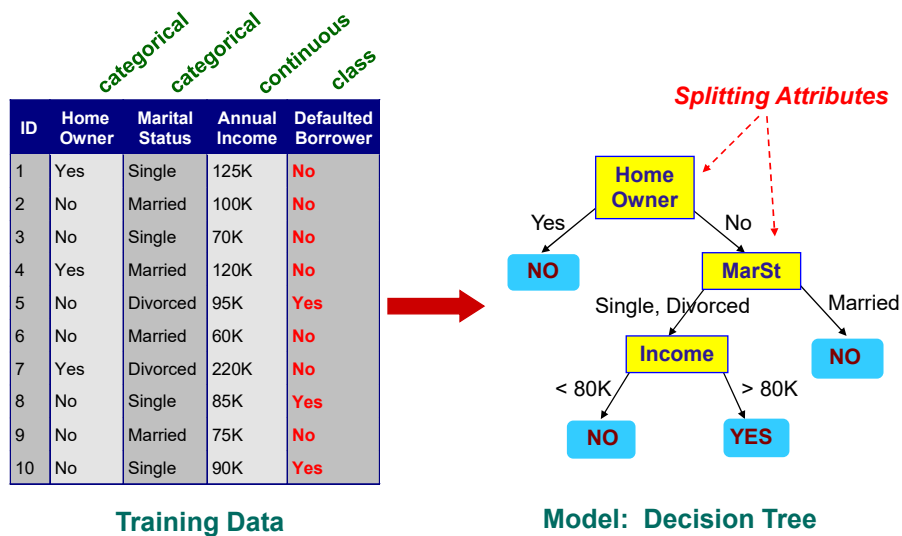 categorical
categorical
continuous
class
ID Home Owner Marital Status Annual Income Defaulted Borrower
1 Yes Single 125K No
2 No Married 100K No
3 No Single 70K No
4 Yes Married 120K No
5 No Divorced 95K Yes
6 No Married 60K No
7 Yes Divorced 220K No
8 No Single 85K Yes
9 No Married 75K No
10 No Single 90K Yes
Training Data
Splitting Attributes
Home
Owner
Yes No
NO MarSt
Single, Divorced Married
Income NO
< 80K > 80K
NO YES
Model: Decision Tree